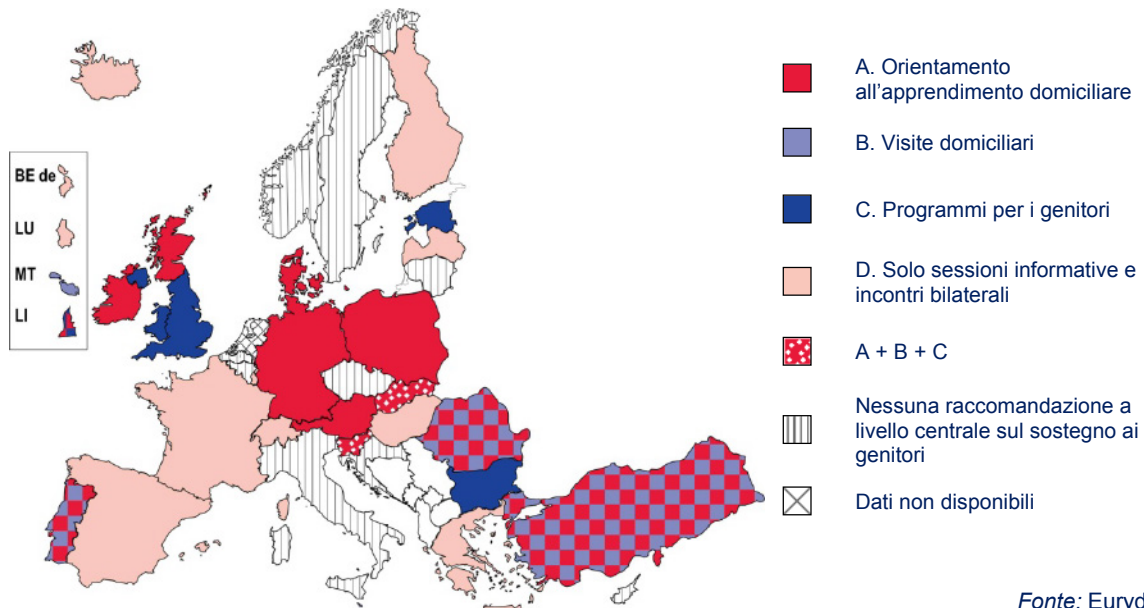 BE de
LU
MT
LI
A. Orientamento
all'apprendimento domiciliare
B. Visite domiciliari
C. Programmi per i genitori
D. Solo sessioni informative e
incontri bilaterali
A + B + C
Nessuna raccomandazione a
livello centrale sul sostegno ai
genitori
Dati non disponibili
Fonte: Euryd